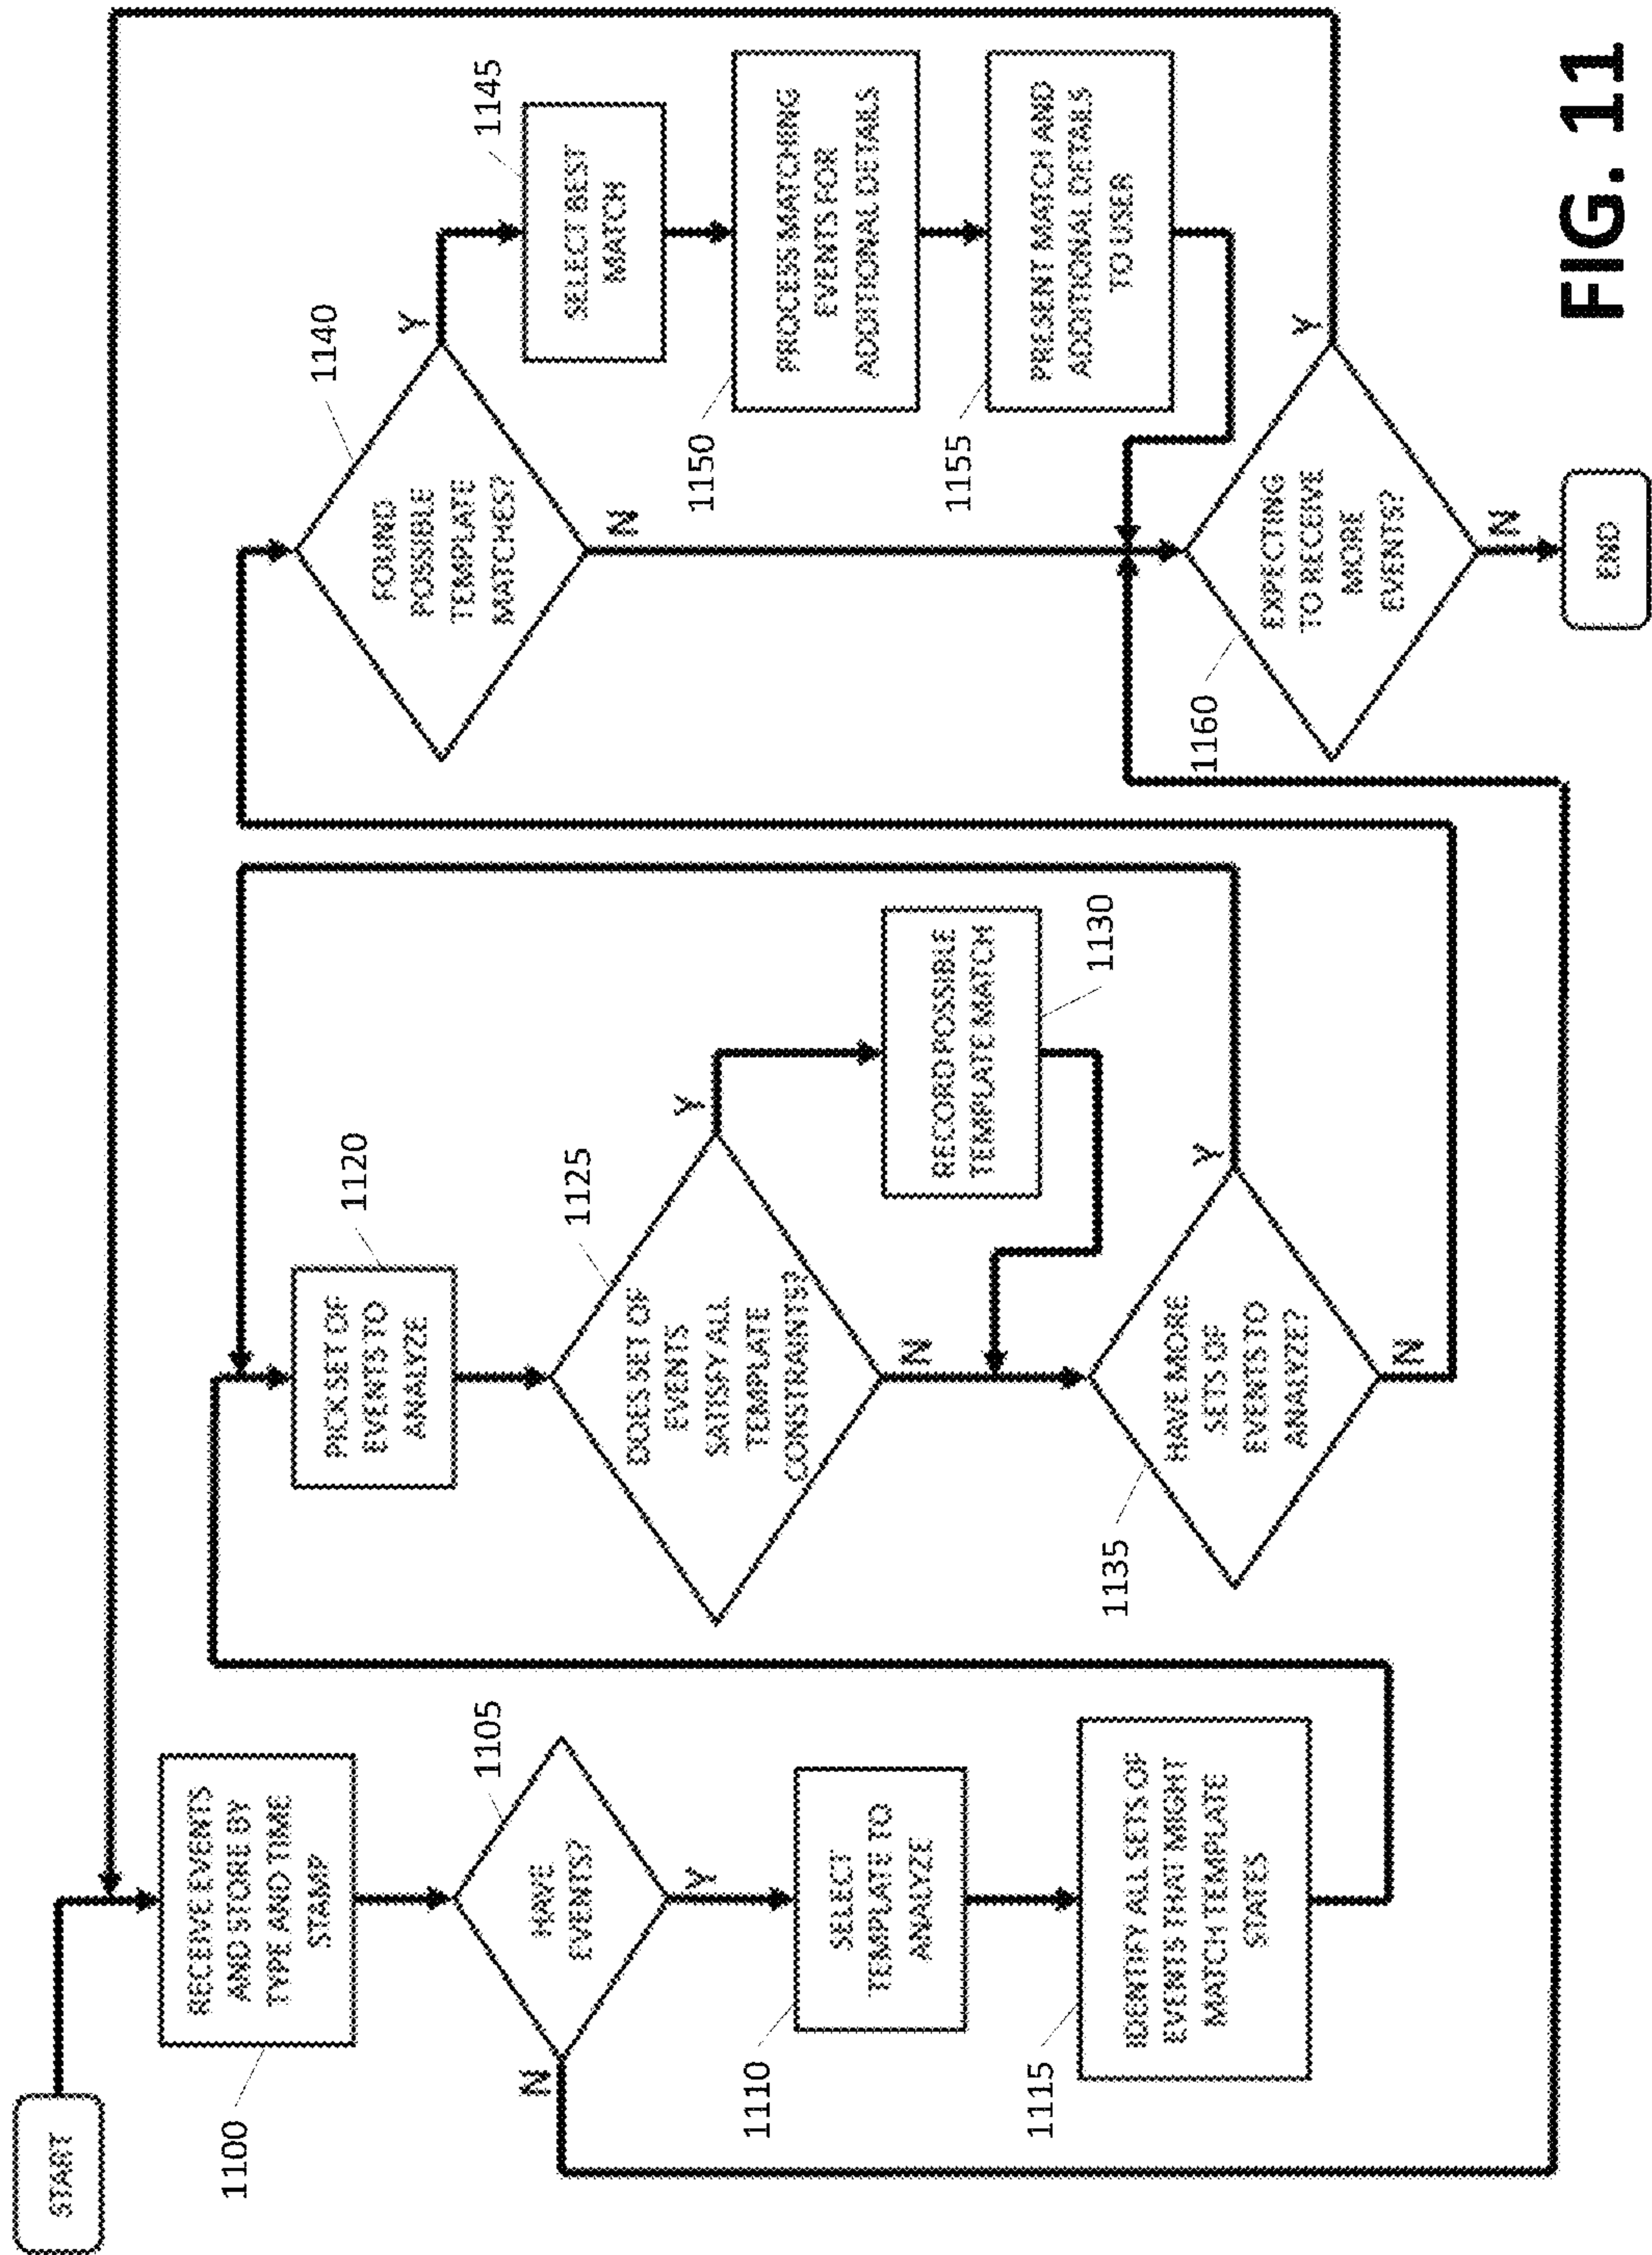 START
1100
RECEIVE EVENTS
AND STORE BY
TYPE AND TIME
STAMP
1105
HAVE
EVENTS?
N
Y
1110
SELECT
TEMPLATE TO
ANALYZE
1115
IDENTIFY ALL SETS OF
EVENTS THAT MIGHT
MATCH TEMPLATE
STATES
1120
PICK SET OF
EVENTS TO
ANALYZE
1125
DOES SET OF
EVENTS
SATISFY ALL
TEMPLATE
CONSTRAINTS?
Y
N
1130
RECORD POSSIBLE
TEMPLATE MATCH
1135
HAVE MORE
SETS OF
EVENTS TO
ANALYZE?
Y
N
1140
FOUND
POSSIBLE
TEMPLATE
MATCHES?
Y
N
1145
SELECT BEST
MATCH
1150
PROCESS MATCHING
EVENTS FOR
ADDITIONAL DETAILS
1155
PRESENT MATCH AND
ADDITIONAL DETAILS
TO USER
1160
EXPECTING
TO RECEIVE
MORE
EVENTS?
Y
N
END
FIG. 11